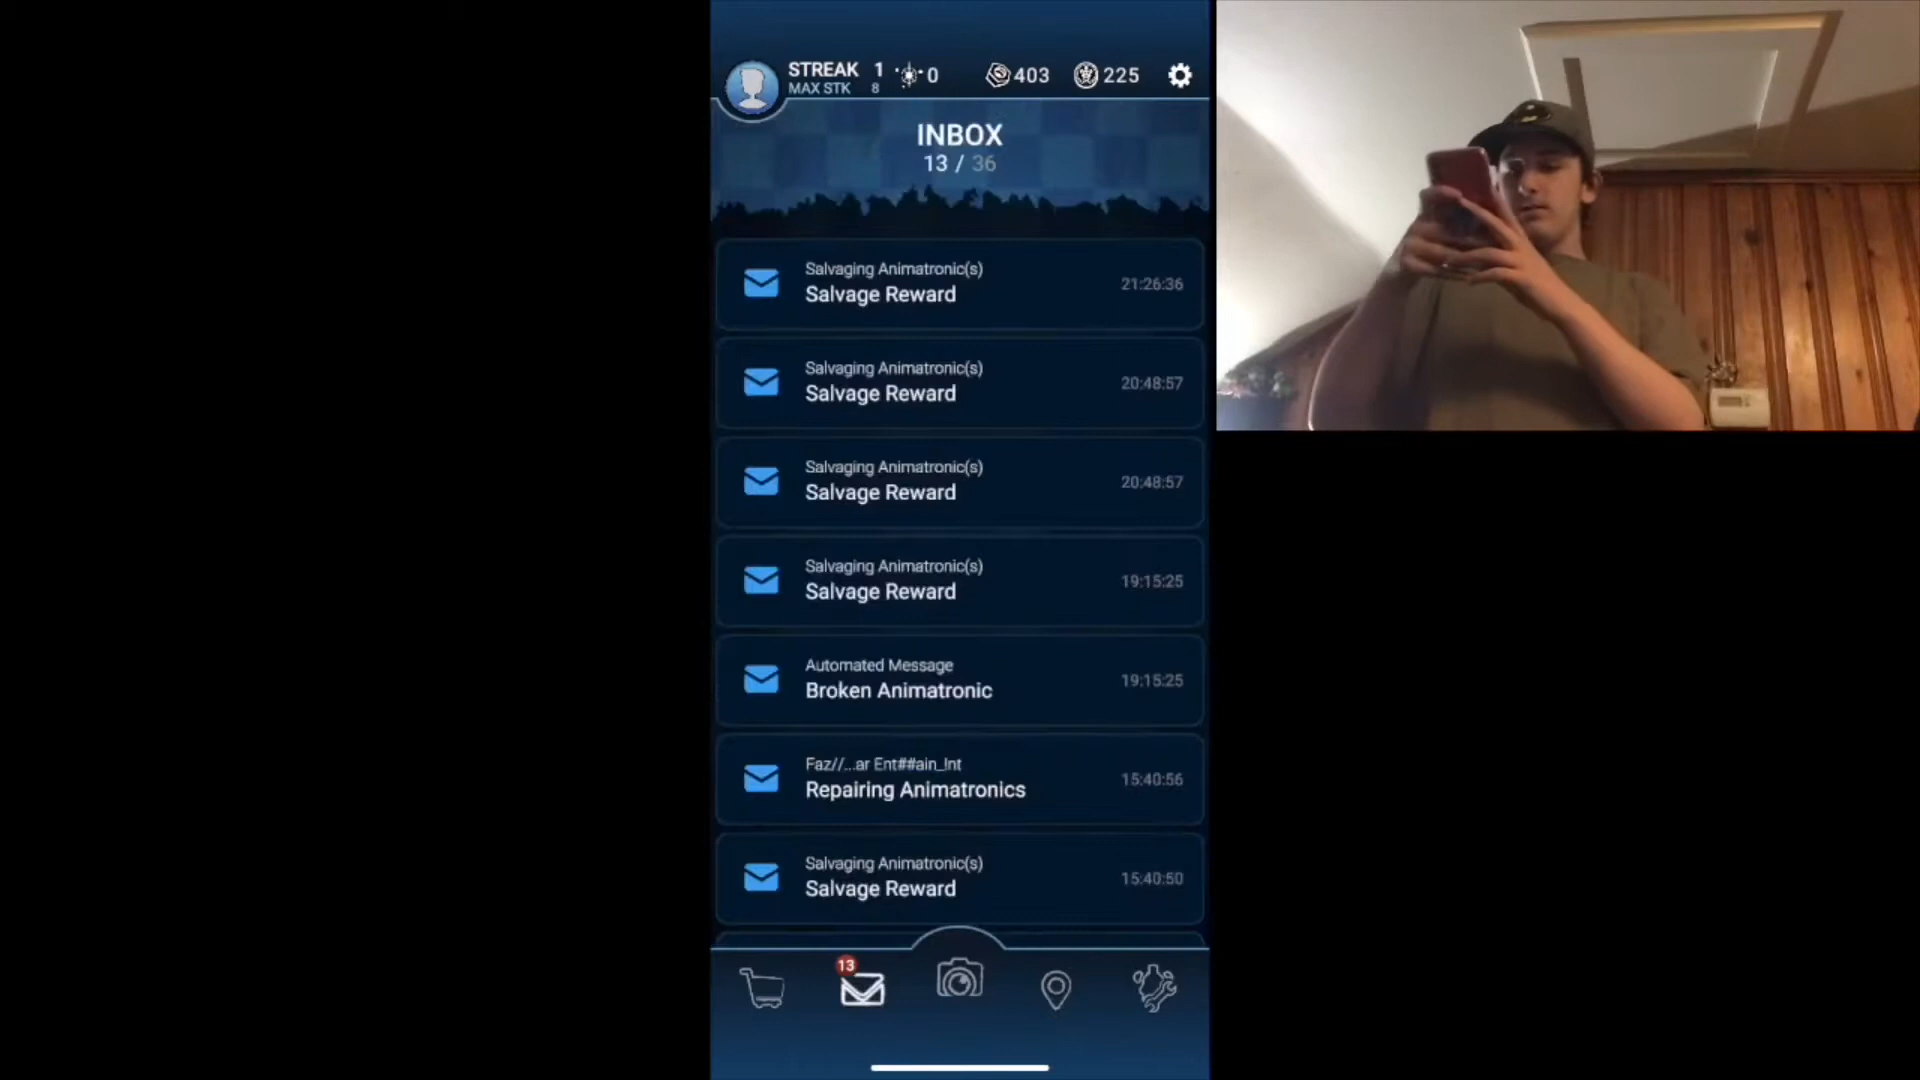 STREAK 1 0 403 225
MAX STK 8
INBOX
13 / 36
Salvaging Animatronic(s)
Salvage Reward 21:26:36
Salvaging Animatronic(s)
Salvage Reward 20:48:57
Salvaging Animatronic(s)
Salvage Reward 20:48:57
Salvaging Animatronic(s)
Salvage Reward 19:15:25
Automated Message
Broken Animatronic 19:15:25
Faz//...ar Ent##ain_!nt
Repairing Animatronics 15:40:56
Salvaging Animatronic(s)
Salvage Reward 15:40:50
13